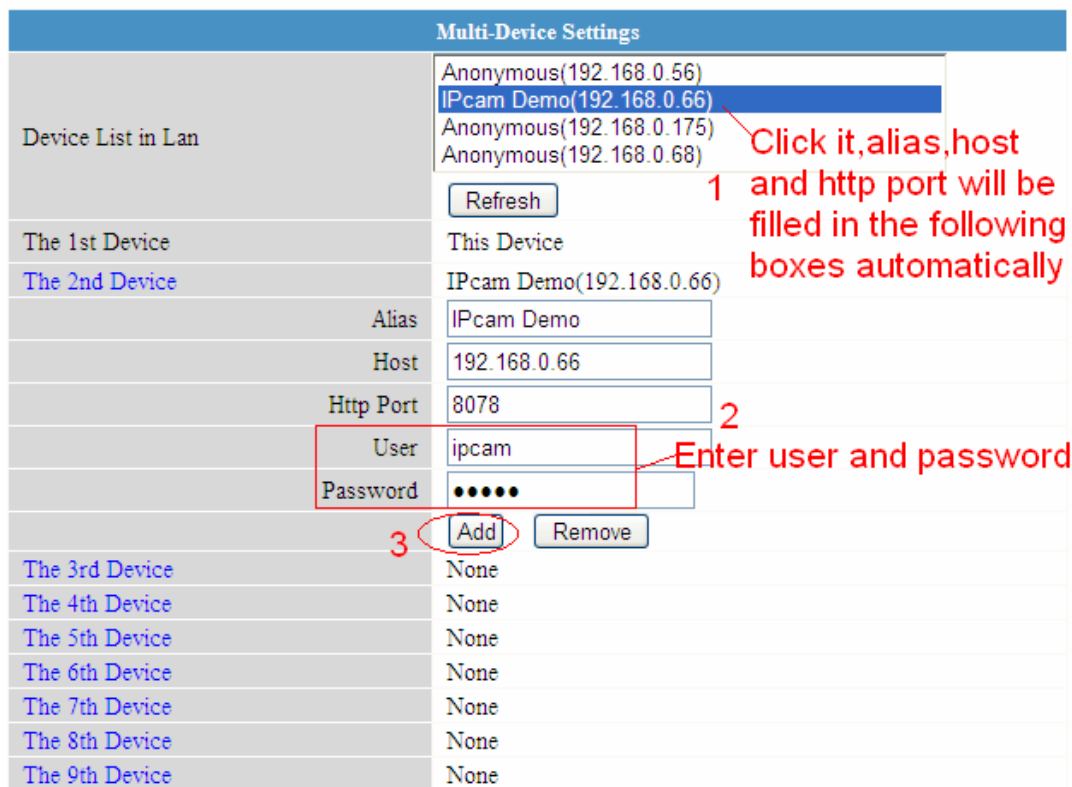 Multi-Device Settings
Device List in Lan
Anonymous(192.168.0.56)
IPcam Demo(192.168.0.66)
Anonymous(192.168.0.175)
Anonymous(192.168.0.68)
Refresh
1
Click it,alias,host
and http port will be
filled in the following
boxes automatically
The 1st Device This Device
The 2nd Device IPcam Demo(192.168.0.66)
Alias IPcam Demo
Host 192.168.0.66
Http Port 8078
2
User ipcam
Enter user and password
Password •••••
3 Add Remove
The 3rd Device None
The 4th Device None
The 5th Device None
The 6th Device None
The 7th Device None
The 8th Device None
The 9th Device None